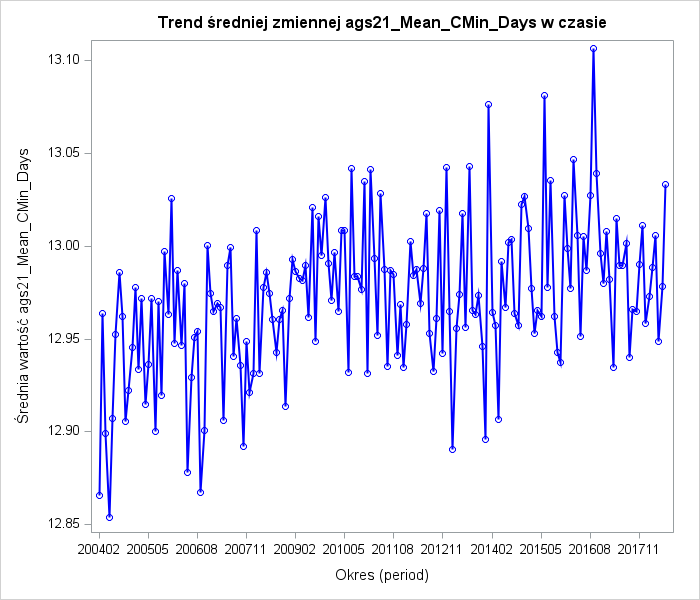 Trend średniej zmiennej ags21_Mean_CMin_Days w czasie
Średnia wartość ags21_Mean_CMin_Days
13.10
13.05
13.00
12.95
12.90
12.85
200402 200505 200608 200711 200902 201005 201108 201211 201402 201505 201608 201711
Okres (period)